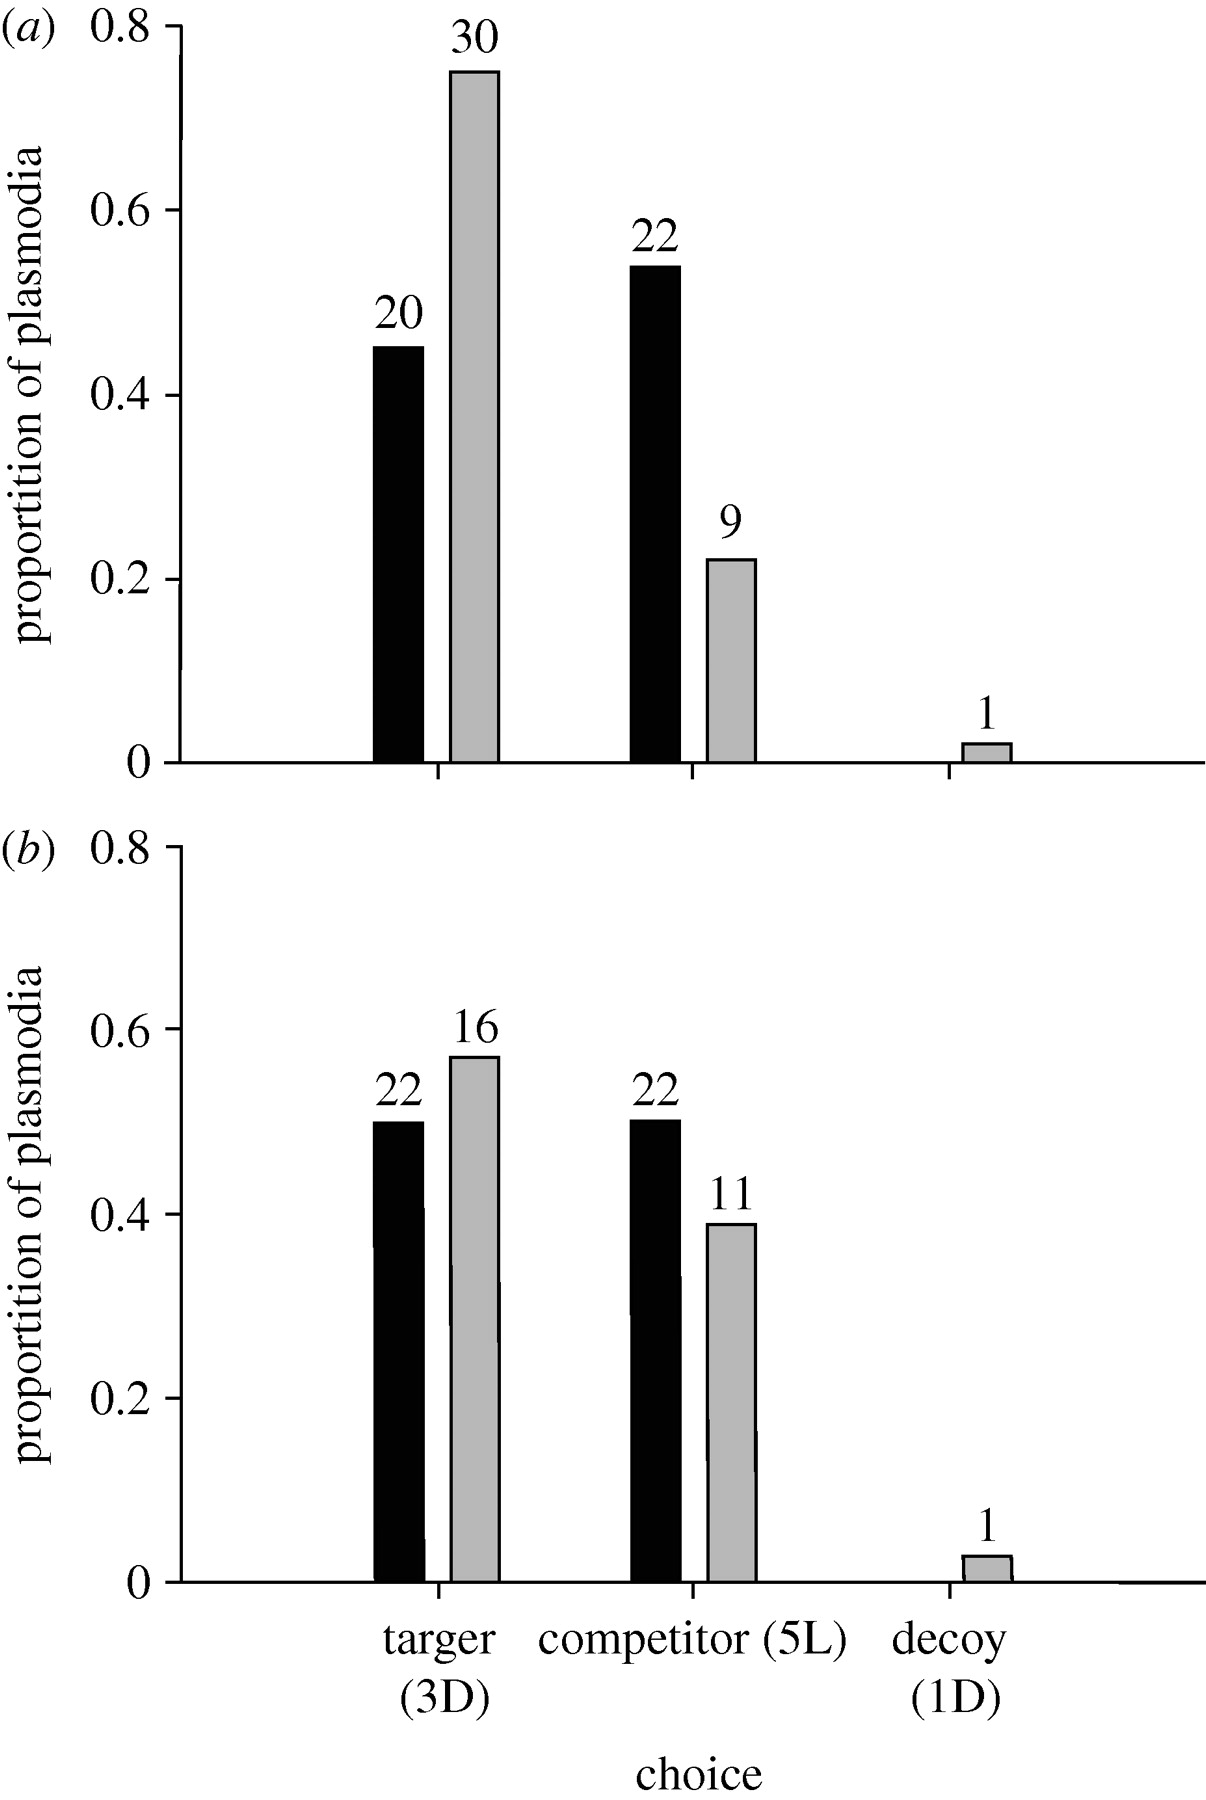 (a)
0.8
0.6
0.4
0.2
0
proportition of plasmodia
20
30
22
9
1
(b)
0.8
0.6
0.4
0.2
0
proportition of plasmodia
22
16
22
11
1
targer
(3D)
competitor (5L)
decoy
(1D)
choice